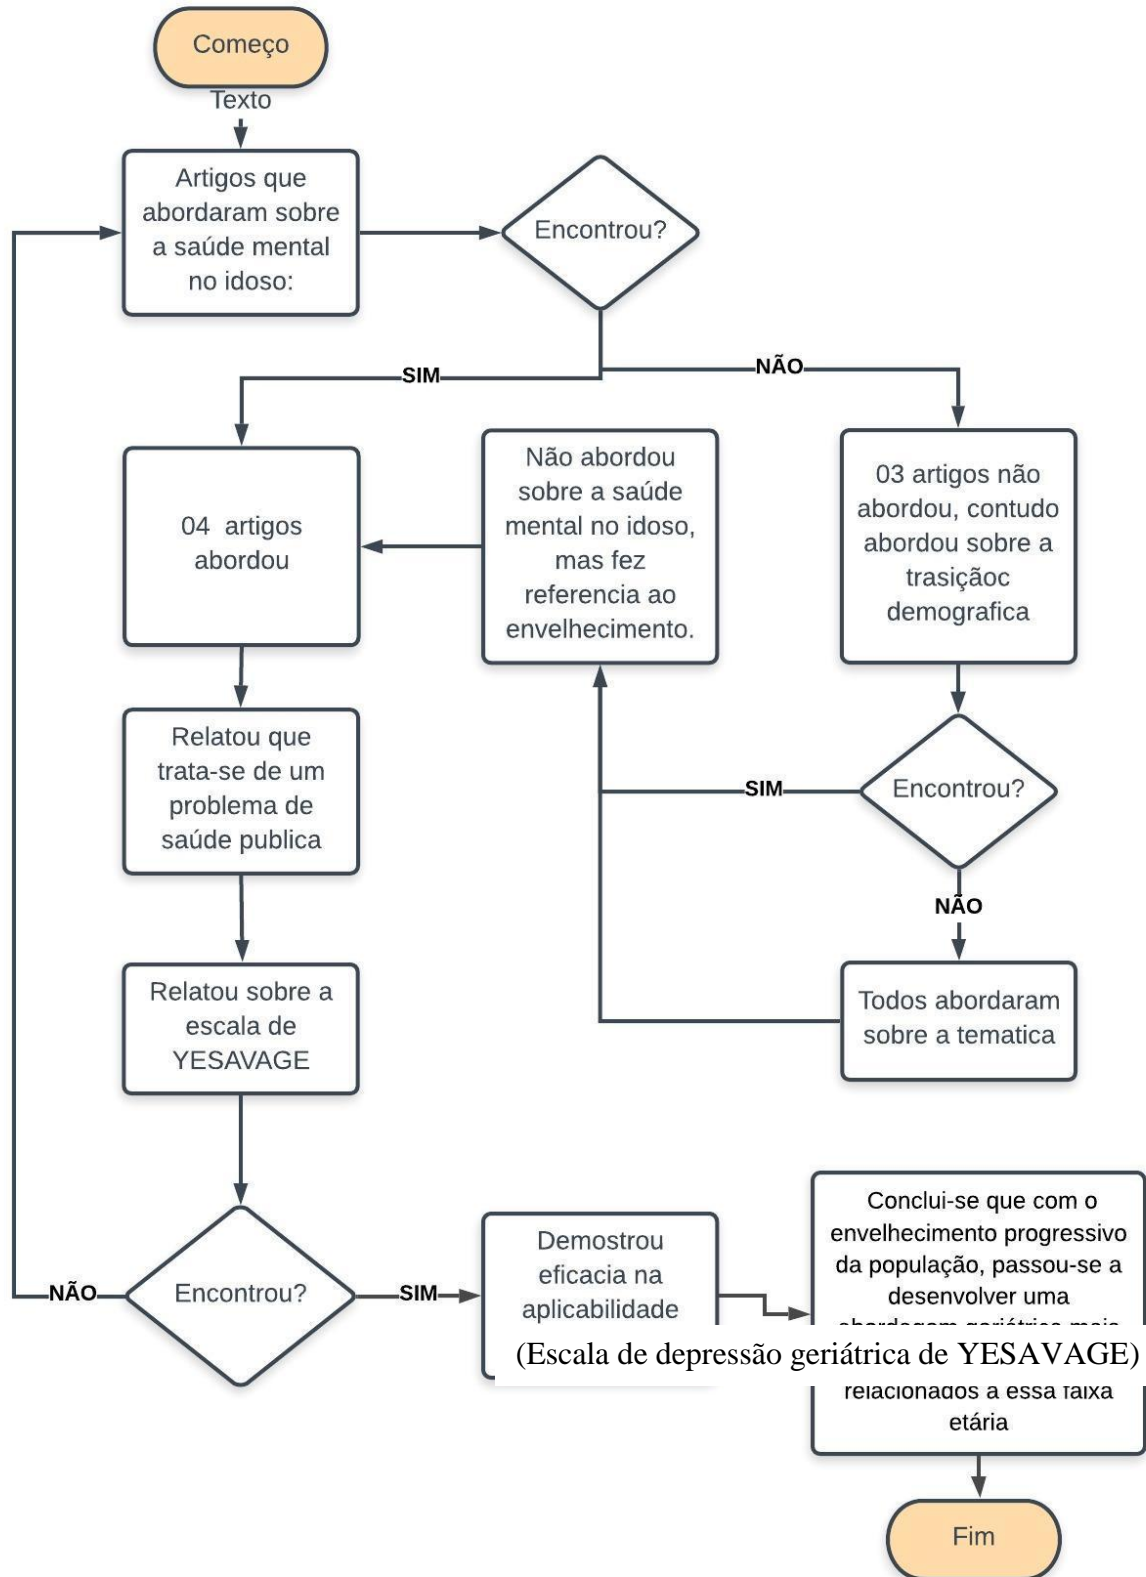 Começo
Texto
Artigos que
abordaram sobre
a saúde mental
no idoso:
Encontrou?
SIM
NÃO
04 artigos
abordou
Não abordou
sobre a saúde
mental no idoso,
mas fez
referencia ao
envelhecimento.
03 artigos não
abordou, contudo
abordou sobre a
trasiçãoc
demografica
Relatou que
trata-se de um
problema de
saúde publica
SIM
Encontrou?
NÃO
Relatou sobre a
escala de
YESAVAGE
Todos abordaram
sobre a tematica
NÃO
Encontrou?
SIM
Demostrou
eficacia na
aplicabilidade
Conclui-se que com o
envelhecimento progressivo
da população, passou-se a
desenvolver uma
abordagem geriátrica mais
(Escala de depressão geriátrica de YESAVAGE)
relacionados a essa faixa
etária
Fim